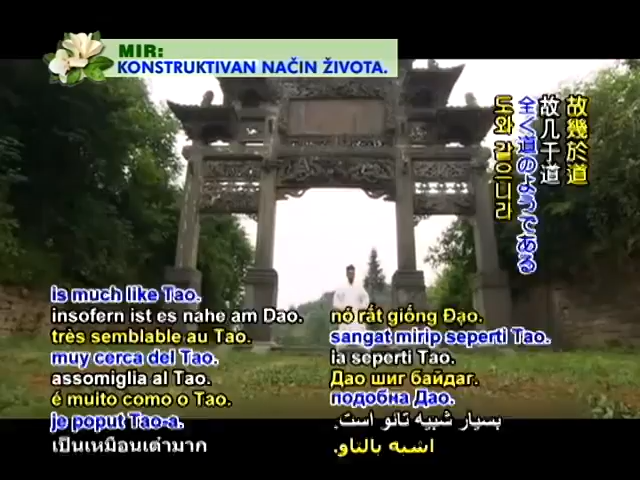 MIR:
KONSTRUKTIVAN NAČIN ŽIVOTA.
故幾於道
故几于道
全く道のようである
도와 같으니라
is much like Tao.
insofern ist es nahe am Dao.
très semblable au Tao.
muy cerca del Tao.
assomiglia al Tao.
é muito como o Tao.
je poput Tao-a.
เป็นเหมือนเต๋ามาก
nó rất giống Đạo.
sangat mirip seperti Tao.
ia seperti Tao.
Дао шиг байдаг.
подобна Дао.
بسیار شبیه تائو است.
اشبه بالتاو.